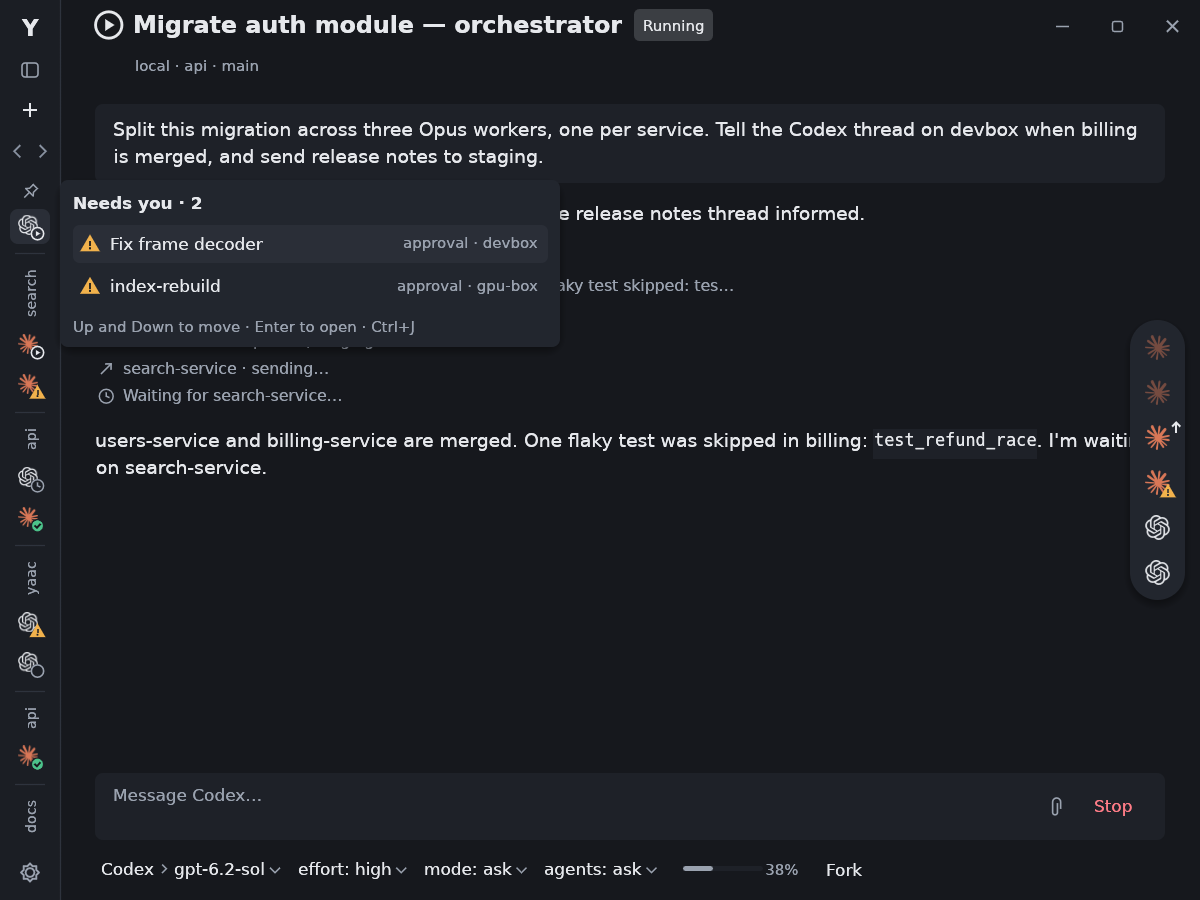 Y
Migrate auth module — orchestrator
Running
local · api · main
Split this migration across three Opus workers, one per service. Tell the Codex thread on devbox when billing
is merged, and send release notes to staging.
Needes you · 2
Fix frame decoder
approval · devbox
index-rebuild
approval · gpu-box
Up and Down to move · Enter to open · Ctrl+J
release notes thread informed.
test skipped: tes…
search-service · sending…
Waiting for search-service…
users-service and billing-service are merged. One flaky test was skipped in billing: test_refund_race. I'm
on search-service.
search
api
yaac
api
docs
Message Codex…
Stop
Codex > gpt-6.2-sol
effort: high
mode: ask
agents: ask
38%
Fork